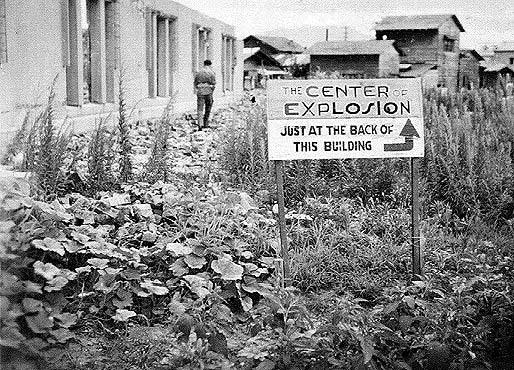 THE CENTER OF
EXPLOSION
JUST AT THE BACK OF
THIS BUILDING